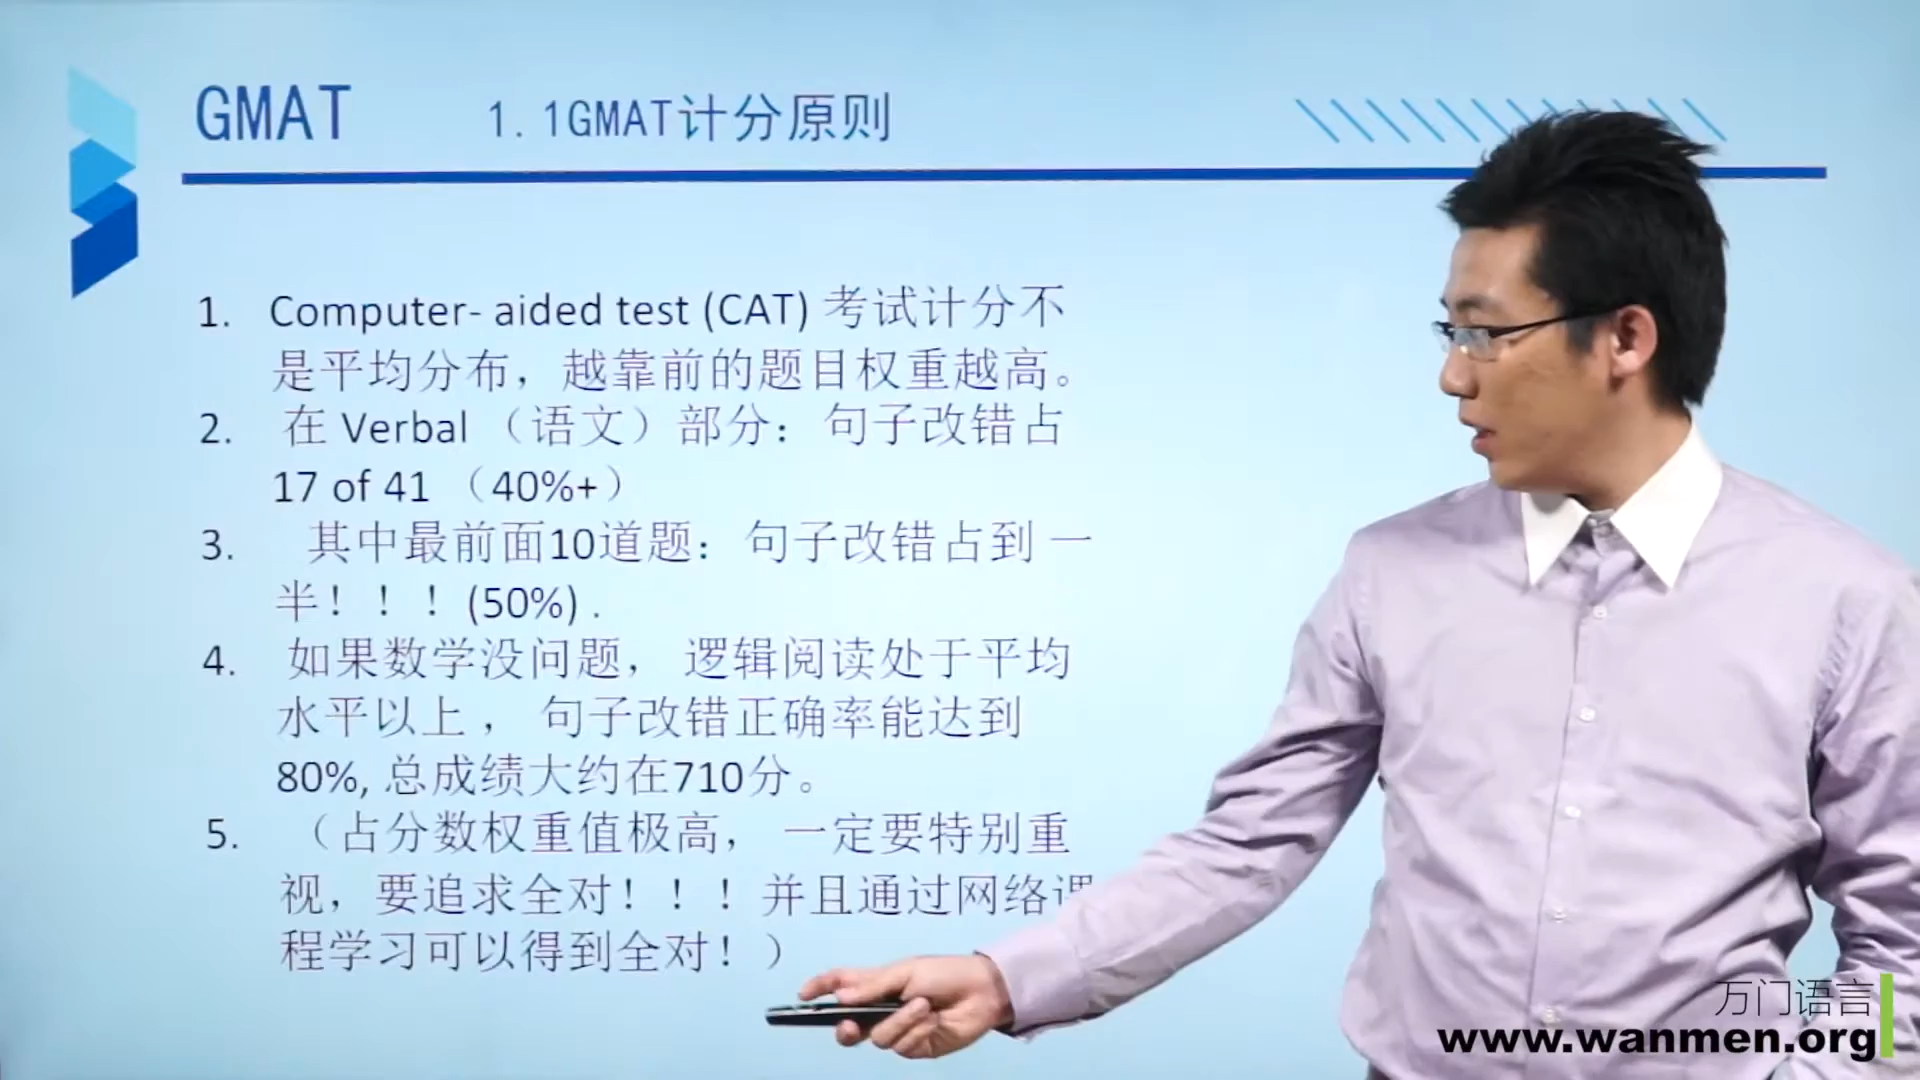 GMAT 1.1GMAT计分原则
1. Computer- aided test (CAT) 考试计分不
是平均分布，越靠前的题目权重越高。
2. 在 Verbal （语文）部分： 句子改错占
17 of 41 （40%+）
3. 其中最前面10道题： 句子改错占到 一
半！！！(50%) .
4. 如果数学没问题， 逻辑阅读处于平均
水平以上 ， 句子改错正确率能达到
80%, 总成绩大约在710分。
5. （占分数权重值极高， 一定要特别重
视，要追求全对！！！并且通过网络课
程学习可以得到全对！）
万门语言
www.wanmen.org